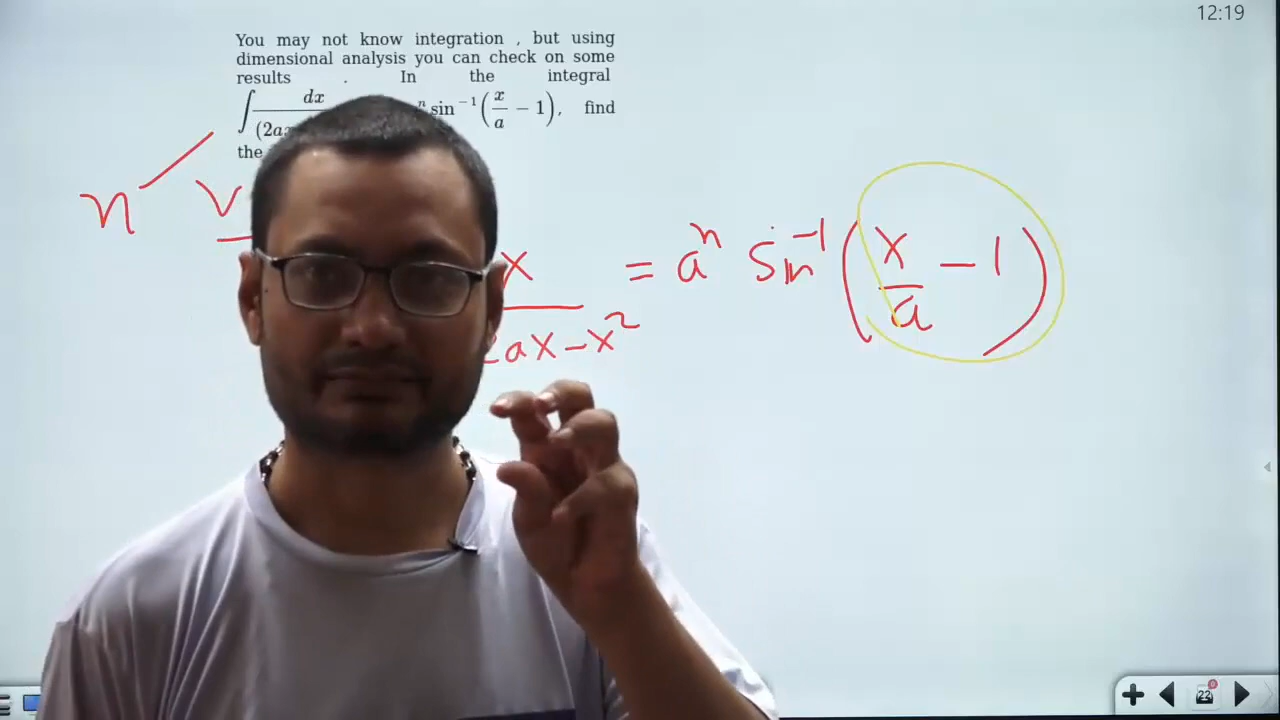 12:19
You may not know integration , but using
dimensional analysis you can check on some
results . In the integral
∫ dx / (2ax sin⁻¹(x/a − 1), find
the
n
= aⁿ sin⁻¹(x/a − 1)
x / 2ax − x²
22